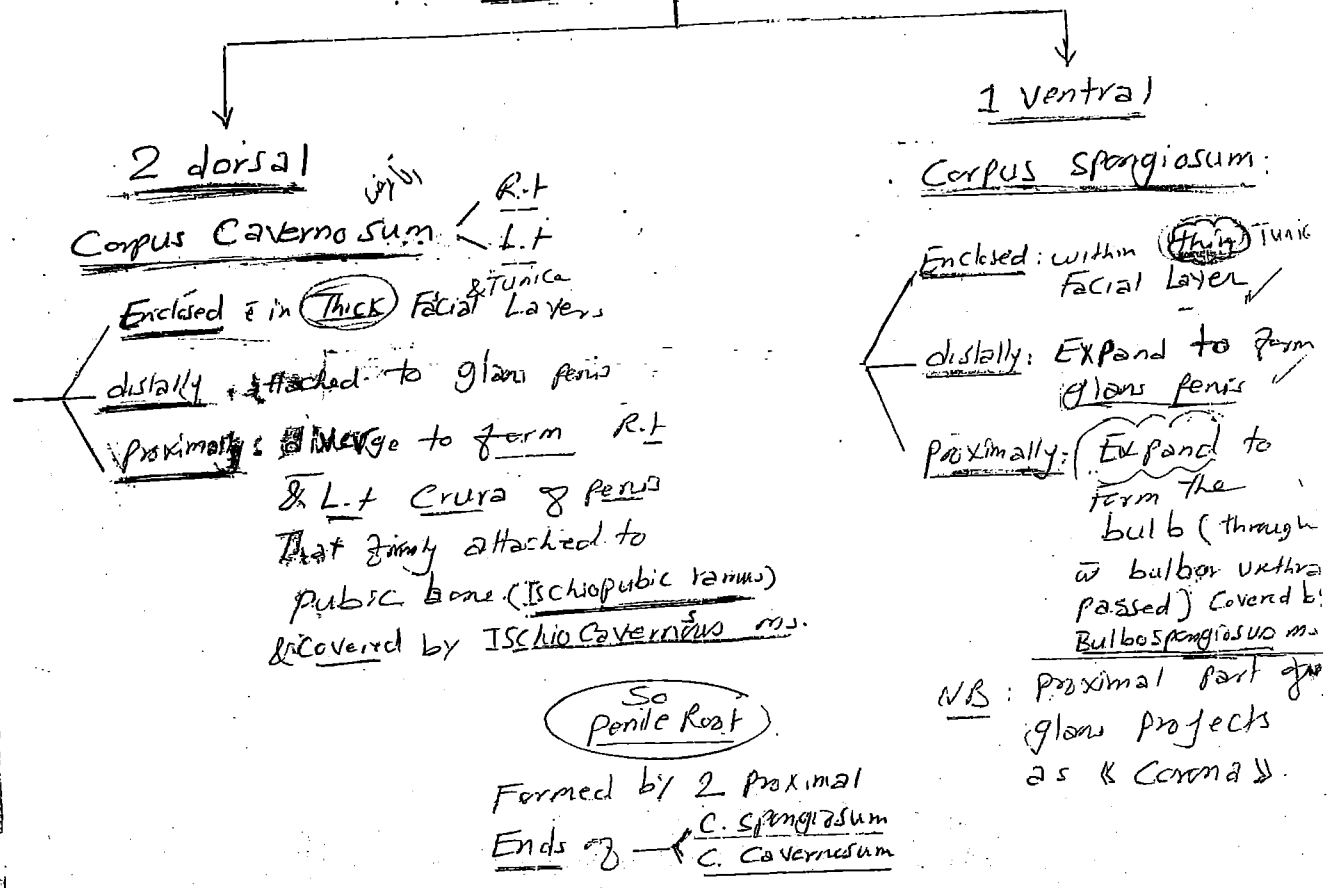 2 dorsal
Corpus Cavernosum
R.t
L.t
Enclosed in Thick Facial Layers
& Tunica
distally attached to glans penis
Proximally: diverge to form R.t
& L.t Crura of penis
That firmly attached to
pubic bone (Ischiopubic ramus)
& Covered by IschioCavernosus ms.
1 Ventral
Corpus Spongiosum:
Enclosed: within thin Tunic
Facial Layer
distally: Expand to form
glans penis
Proximally: Expand to
form the
bulb (through
w bulbar urethra
passed) Covered by
Bulbospongiosus ms.
NB: Proximal part of
glans Projects
as « Corona ».
So
Penile Root
Formed by 2 Proximal
Ends of
C. spongiosum
C. Cavernosum